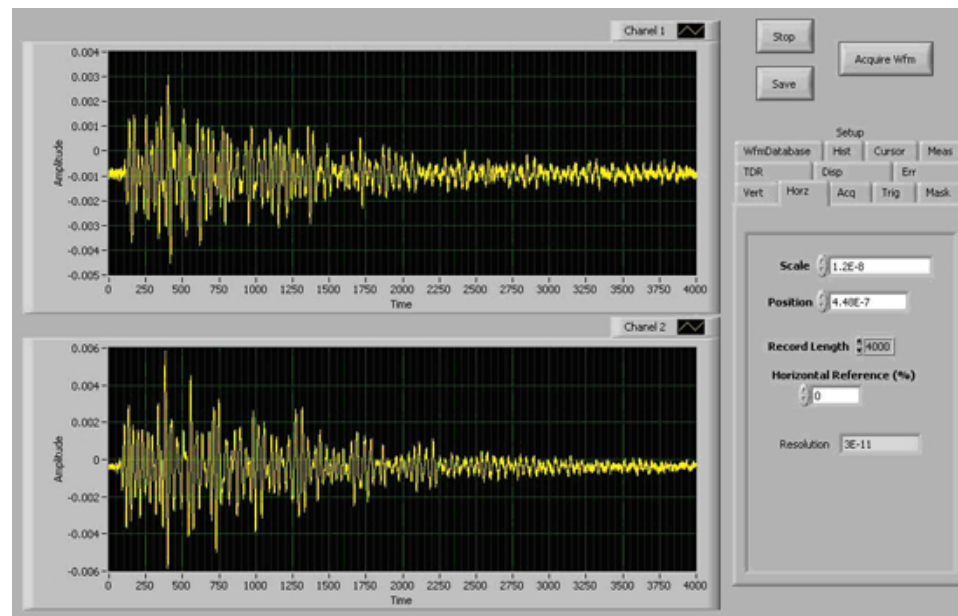 Chanel 1
0.004
0.003
0.002
0.001
0
-0.001
-0.002
-0.003
-0.004
-0.005
Amplitude
0 250 500 750 1000 1250 1500 1750 2000 2250 2500 2750 3000 3250 3500 3750 4000
Time
Chanel 2
0.006
0.004
0.002
0
-0.002
-0.004
-0.006
Amplitude
0 250 500 750 1000 1250 1500 1750 2000 2250 2500 2750 3000 3250 3500 3750 4000
Time
Stop
Acquire Wfm
Save
Setup
WfmDatabase Hist Cursor Meas
TDR Disp Err
Vert Horz Acq Trig Mask
Scale 1.2E-8
Position 4.48E-7
Record Length 4000
Horizontal Reference (%)
0
Resolution 3E-11